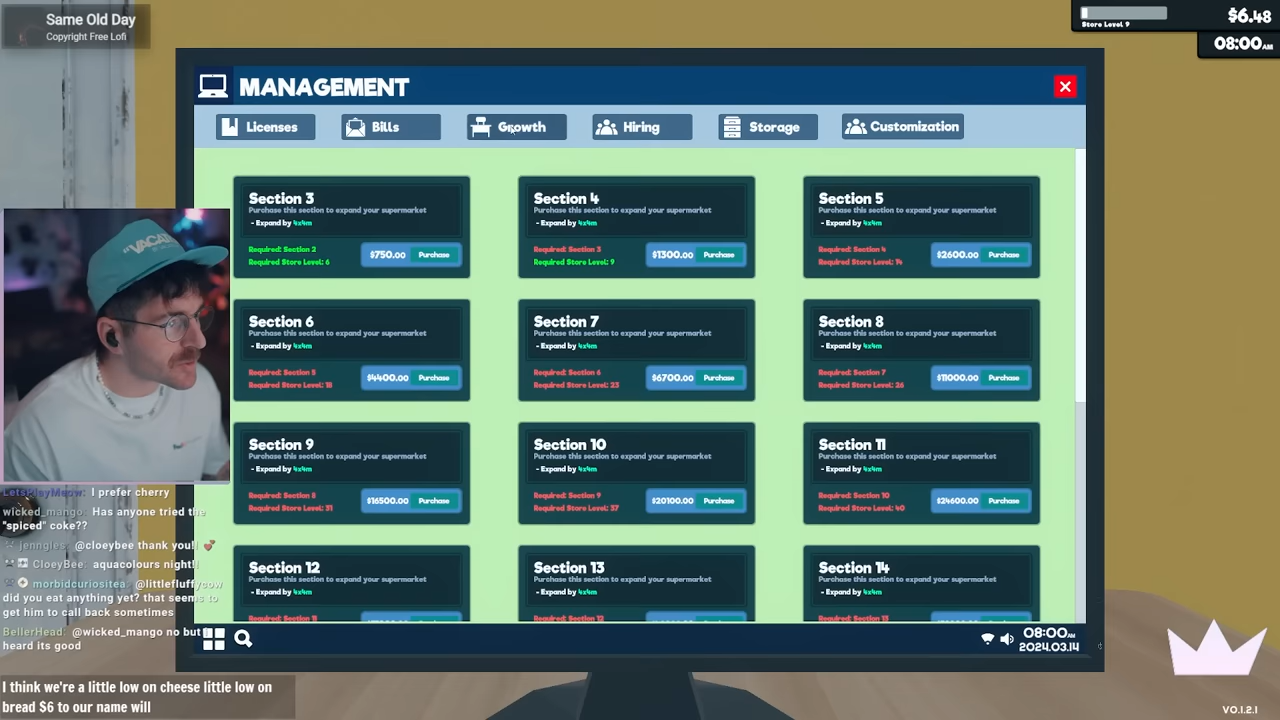 Same Old Day
Copyright Free Lofi
$6.48
Store Level 9
08:00AM
MANAGEMENT
Licenses
Bills
Growth
Hiring
Storage
Customization
Section 3
Purchase this section to expand your supermarket
- Expand by 4x4m
Required: Section 2
Required Store Level: 6
$750.00 Purchase
Section 4
Purchase this section to expand your supermarket
- Expand by 4x4m
Required: Section 3
Required Store Level: 9
$1300.00 Purchase
Section 5
Purchase this section to expand your supermarket
- Expand by 4x4m
Required: Section 4
Required Store Level: 14
$2600.00 Purchase
Section 6
Purchase this section to expand your supermarket
- Expand by 4x4m
Required: Section 5
Required Store Level: 18
$4400.00 Purchase
Section 7
Purchase this section to expand your supermarket
- Expand by 4x4m
Required: Section 6
Required Store Level: 23
$6700.00 Purchase
Section 8
Purchase this section to expand your supermarket
- Expand by 4x4m
Required: Section 7
Required Store Level: 26
$11000.00 Purchase
Section 9
Purchase this section to expand your supermarket
- Expand by 4x4m
Required: Section 8
Required Store Level: 31
$16500.00 Purchase
Section 10
Purchase this section to expand your supermarket
- Expand by 4x4m
Required: Section 9
Required Store Level: 37
$20100.00 Purchase
Section 11
Purchase this section to expand your supermarket
- Expand by 4x4m
Required: Section 10
Required Store Level: 40
$24600.00 Purchase
Section 12
Purchase this section to expand your supermarket
- Expand by 4x4m
Required: Section 11
Section 13
Purchase this section to expand your supermarket
- Expand by 4x4m
Required: Section 12
Section 14
Purchase this section to expand your supermarket
- Expand by 4x4m
Required: Section 13
"VACAT
LetsPlayMeow: I prefer cherry
wicked_mango: Has anyone tried the
"spiced" coke??
jenngles: @cloeybee thank you!!
CloeyBee: aquacolours night!!
morbidcuriositea: @littlefluffycow
did you eat anything yet? that seems to
get him to call back sometimes
BellerHead: @wicked_mango no but i
heard its good
08:00AM
2024.03.14
I think we're a little low on cheese little low on
bread $6 to our name will
V0.1.2.1